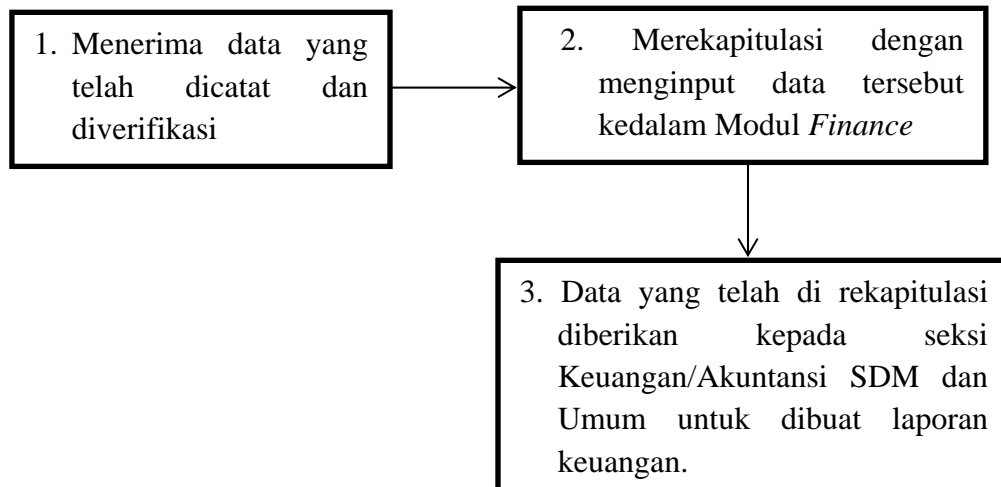 1. Menerima data yang
telah dicatat dan
diverifikasi
2. Merekapitulasi dengan
menginput data tersebut
kedalam Modul Finance
3. Data yang telah di rekapitulasi
diberikan kepada seksi
Keuangan/Akuntansi SDM dan
Umum untuk dibuat laporan
keuangan.